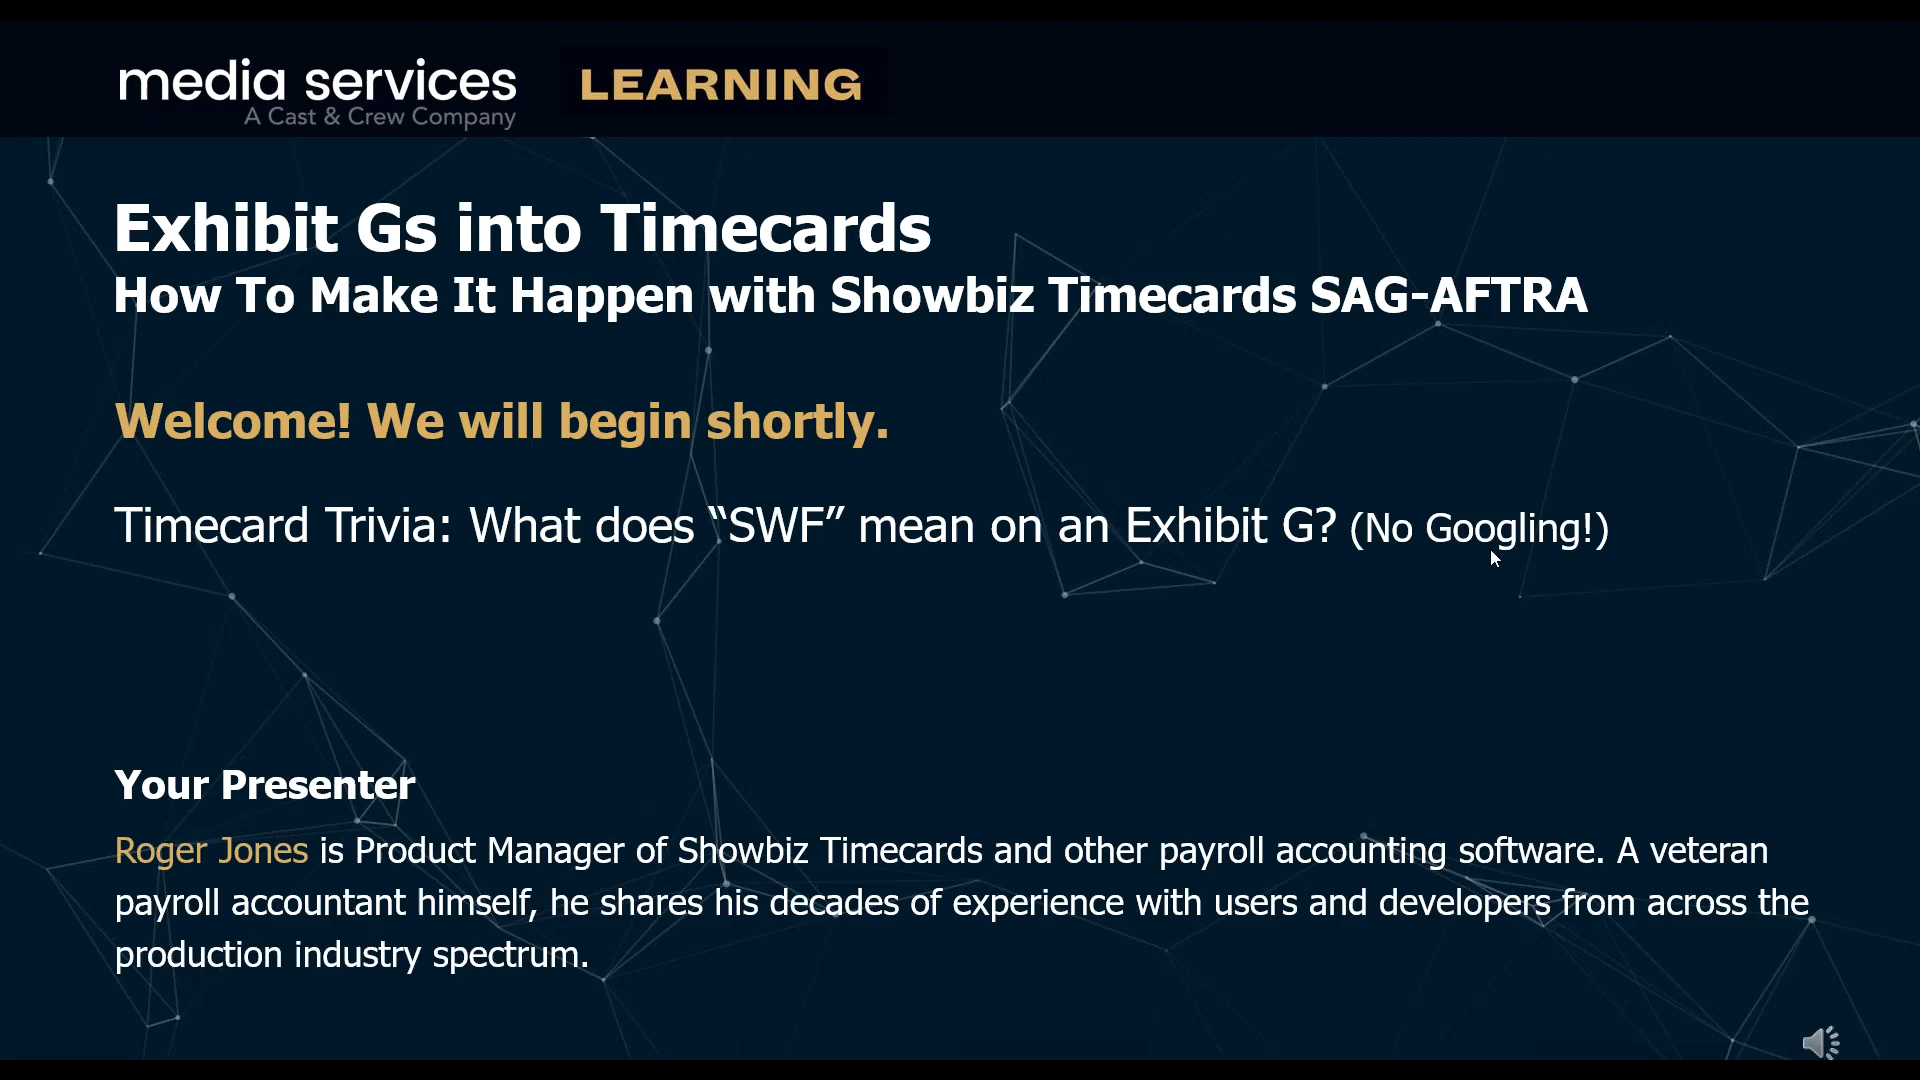 media services LEARNING
A Cast & Crew Company
Exhibit Gs into Timecards
How To Make It Happen with Showbiz Timecards SAG-AFTRA
Welcome! We will begin shortly.
Timecard Trivia: What does “SWF” mean on an Exhibit G? (No Googling!)
Your Presenter
Roger Jones is Product Manager of Showbiz Timecards and other payroll accounting software. A veteran
payroll accountant himself, he shares his decades of experience with users and developers from across the
production industry spectrum.